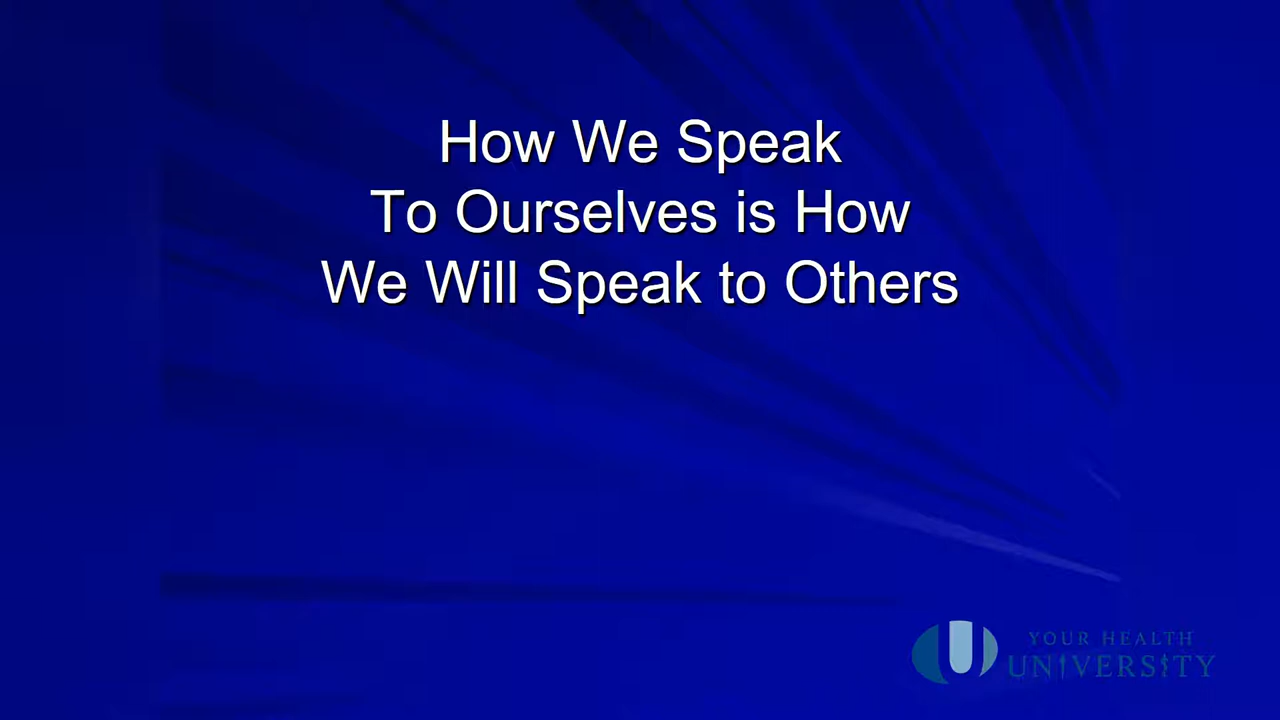 How We Speak
To Ourselves is How
We Will Speak to Others
YOUR HEALTH
UNIVERSITY